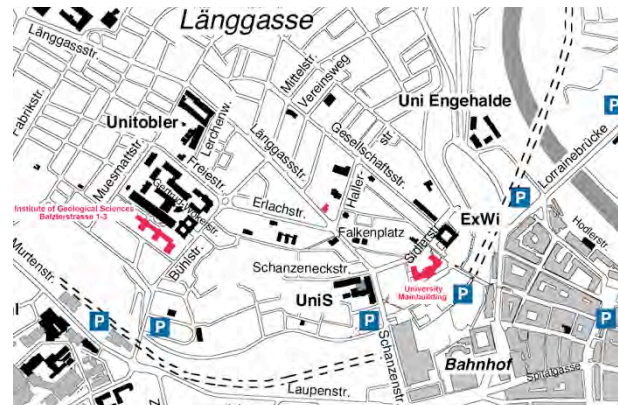 Länggasse
Länggassstr.
Mittelstr.
Vereinsweg
Fabrikstr.
Unitobler
Lerchenw.
Uni Engehalde
P
Muesmattstr.
Freiestr.
Länggassstr.
Gesellschaftsstr.
str
Lorrainebrücke
Institute of Geological Sciences
Balzterstrasse 1-3
Erlachstr.
Haller
P
ExWi
Hodlerstr.
Falkenplatz
Sidlerstr.
Murtenstr.
Bühlstr.
Schanzeneckstr.
University
Mainbuilding
P
UniS
P
P
P
P
Bahnhof
Schanzenstr.
Spitalgasse
Laupenstr.